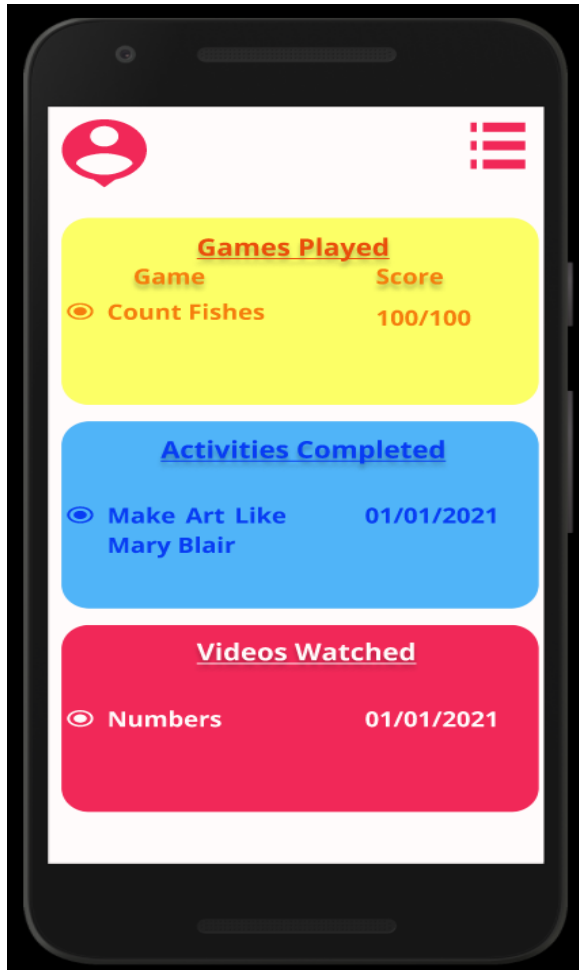 Games Played
Game Score
Count Fishes 100/100
Activities Completed
Make Art Like 01/01/2021
Mary Blair
Videos Watched
Numbers 01/01/2021